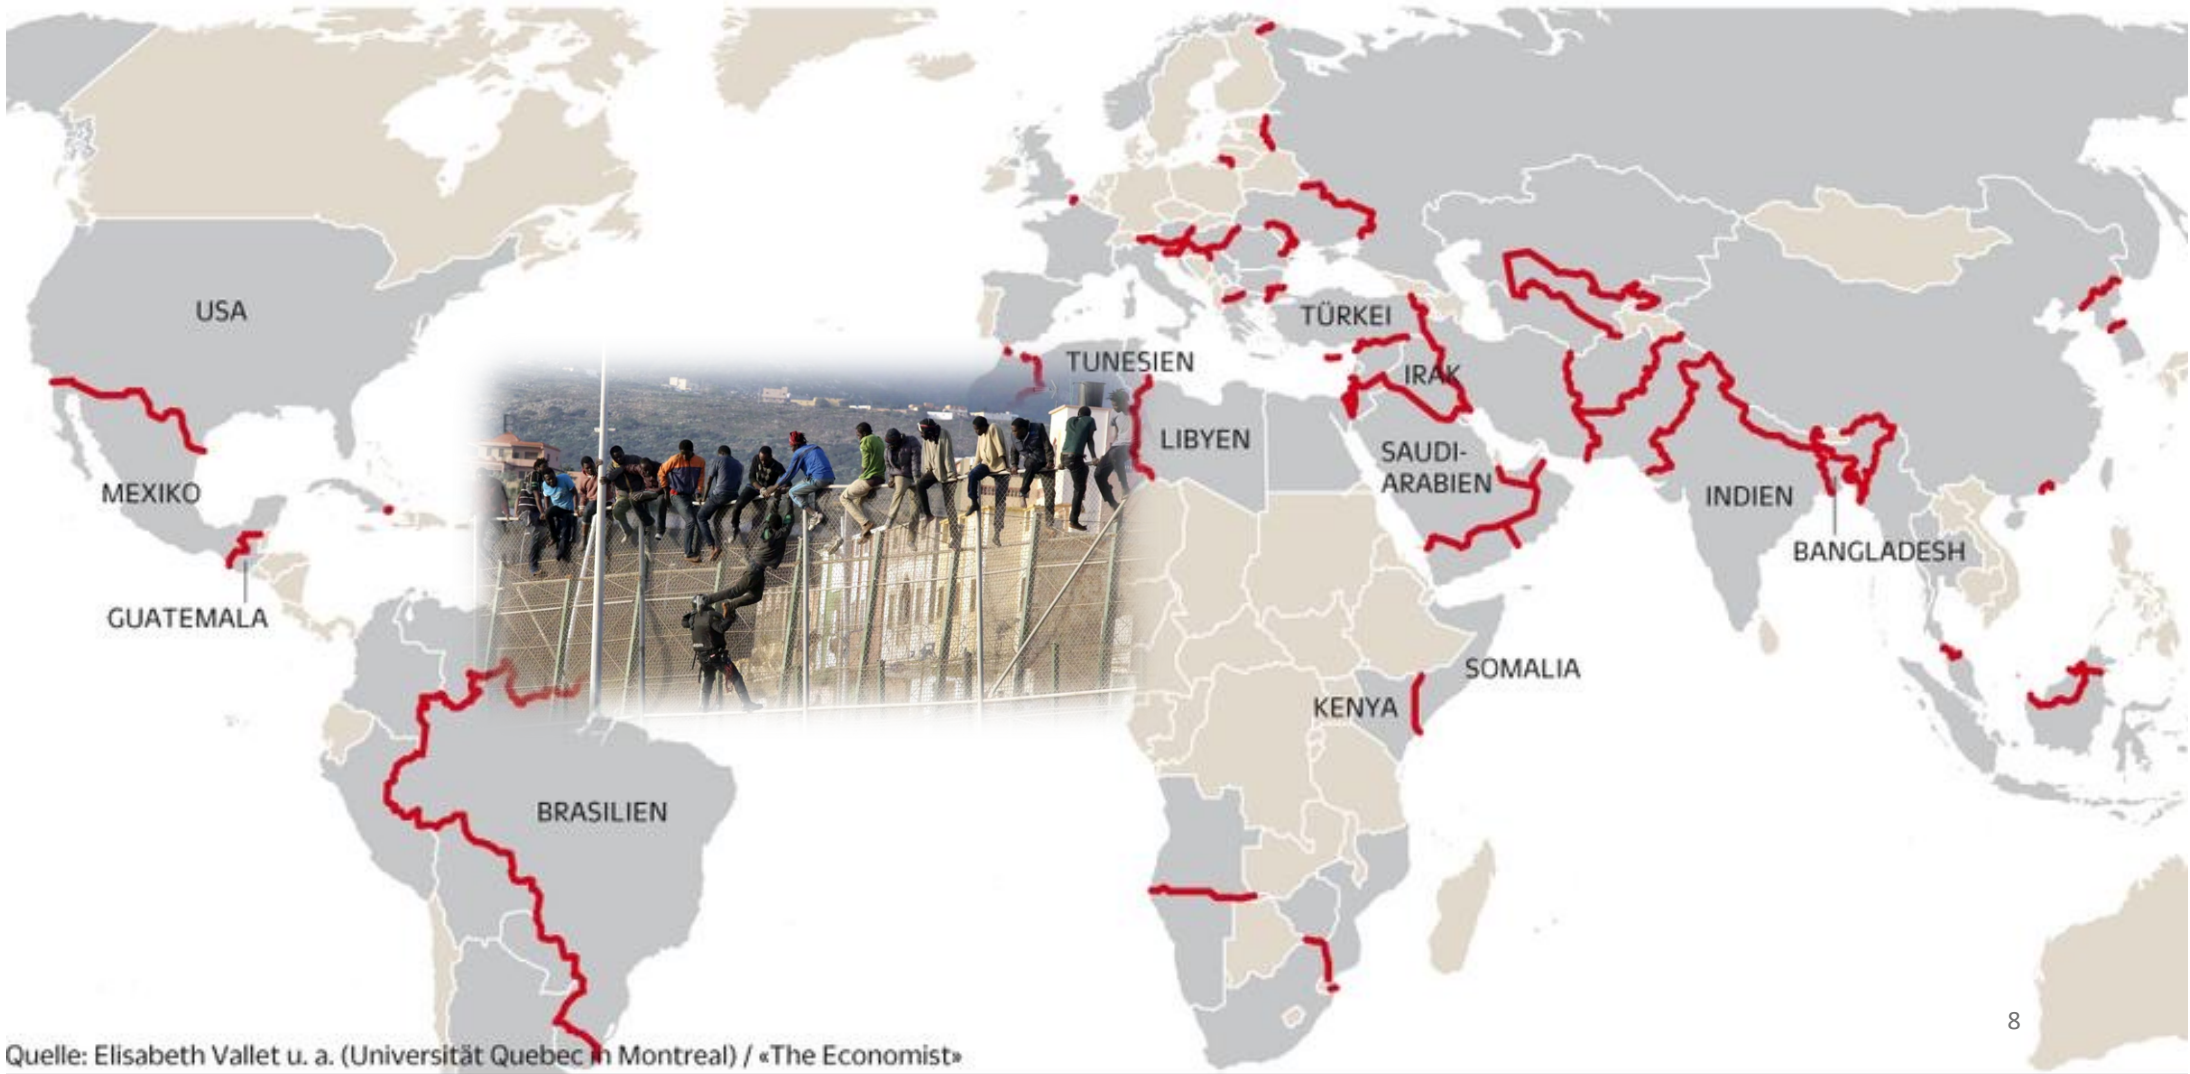 USA
TÜRKEI
TUNESIEN
IRAK
LIBYEN
SAUDI-
ARABIEN
MEXIKO
INDIEN
BANGLADESH
GUATEMALA
SOMALIA
KENYA
BRASILIEN
8
Quelle: Elisabeth Vallet u. a. (Universität Quebec in Montreal) / «The Economist»